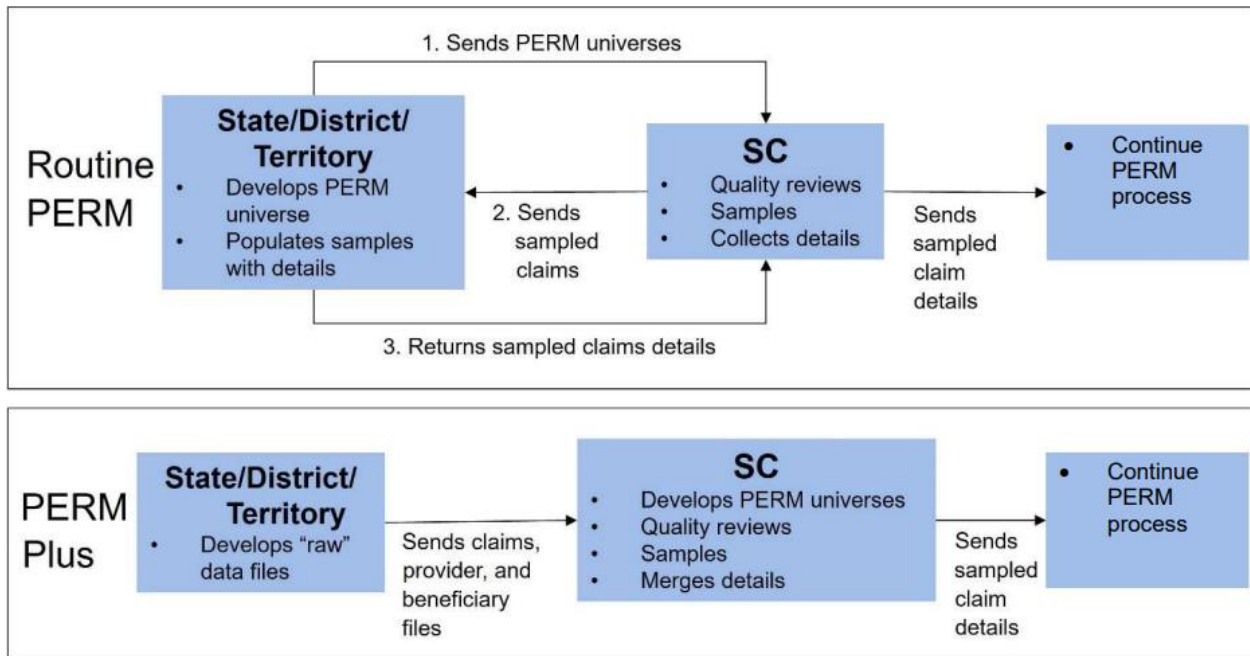 1. Sends PERM universes
Routine
PERM
State/District/
Territory
• Develops PERM
universe
• Populates samples
with details
2. Sends
sampled
claims
SC
• Quality reviews
• Samples
• Collects details
Sends
sampled
claim
details
• Continue
PERM
process
3. Returns sampled claims details
PERM
Plus
State/District/
Territory
• Develops “raw”
data files
Sends claims,
provider, and
beneficiary
files
SC
• Develops PERM universes
• Quality reviews
• Samples
• Merges details
Sends
sampled
claim
details
• Continue
PERM
process